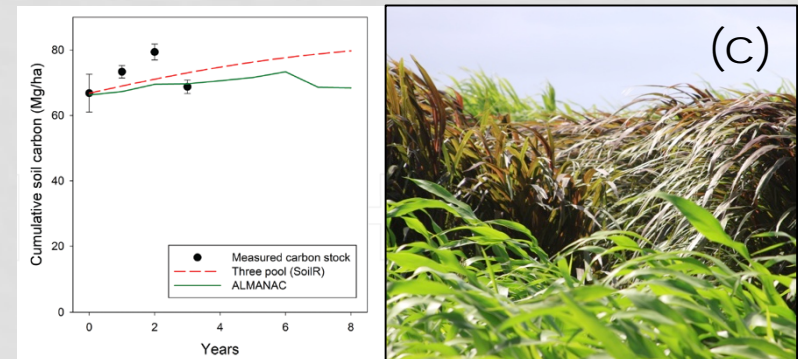 80
60
40
20
0
Cumulative soil carbon (Mg/ha)
Measured carbon stock
Three pool (SoilR)
ALMANAC
0 2 4 6 8
Years
(C)